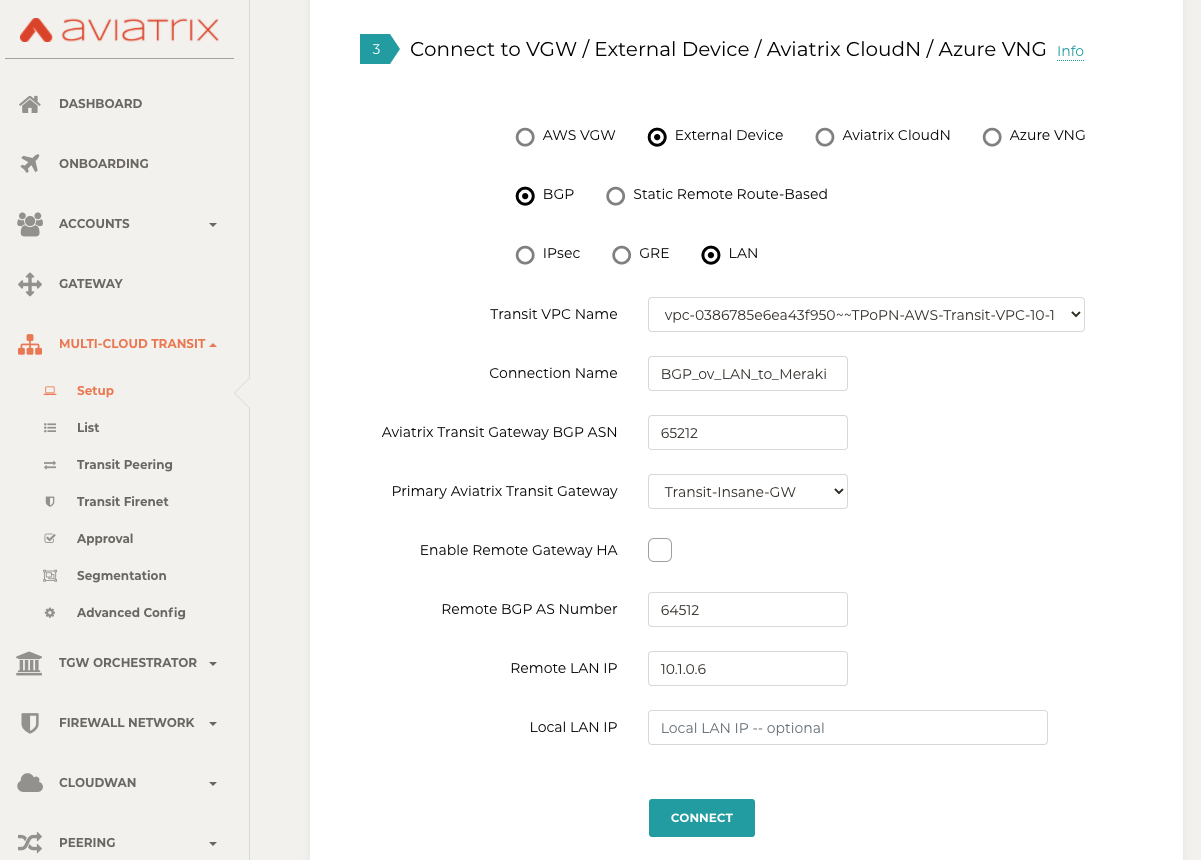 aviatrix
DASHBOARD
ONBOARDING
ACCOUNTS
GATEWAY
MULTI-CLOUD TRANSIT
Setup
List
Transit Peering
Transit Firenet
Approval
Segmentation
Advanced Config
TGW ORCHESTRATOR
FIREWALL NETWORK
CLOUDWAN
PEERING
3 Connect to VGW / External Device / Aviatrix CloudN / Azure VNG Info
AWS VGW External Device Aviatrix CloudN Azure VNG
BGP Static Remote Route-Based
IPsec GRE LAN
Transit VPC Name vpc-0386785e6ea43f950~~TPoPN-AWS-Transit-VPC-10-1
Connection Name BGP_ov_LAN_to_Meraki
Aviatrix Transit Gateway BGP ASN 65212
Primary Aviatrix Transit Gateway Transit-Insane-GW
Enable Remote Gateway HA
Remote BGP AS Number 64512
Remote LAN IP 10.1.0.6
Local LAN IP Local LAN IP -- optional
CONNECT